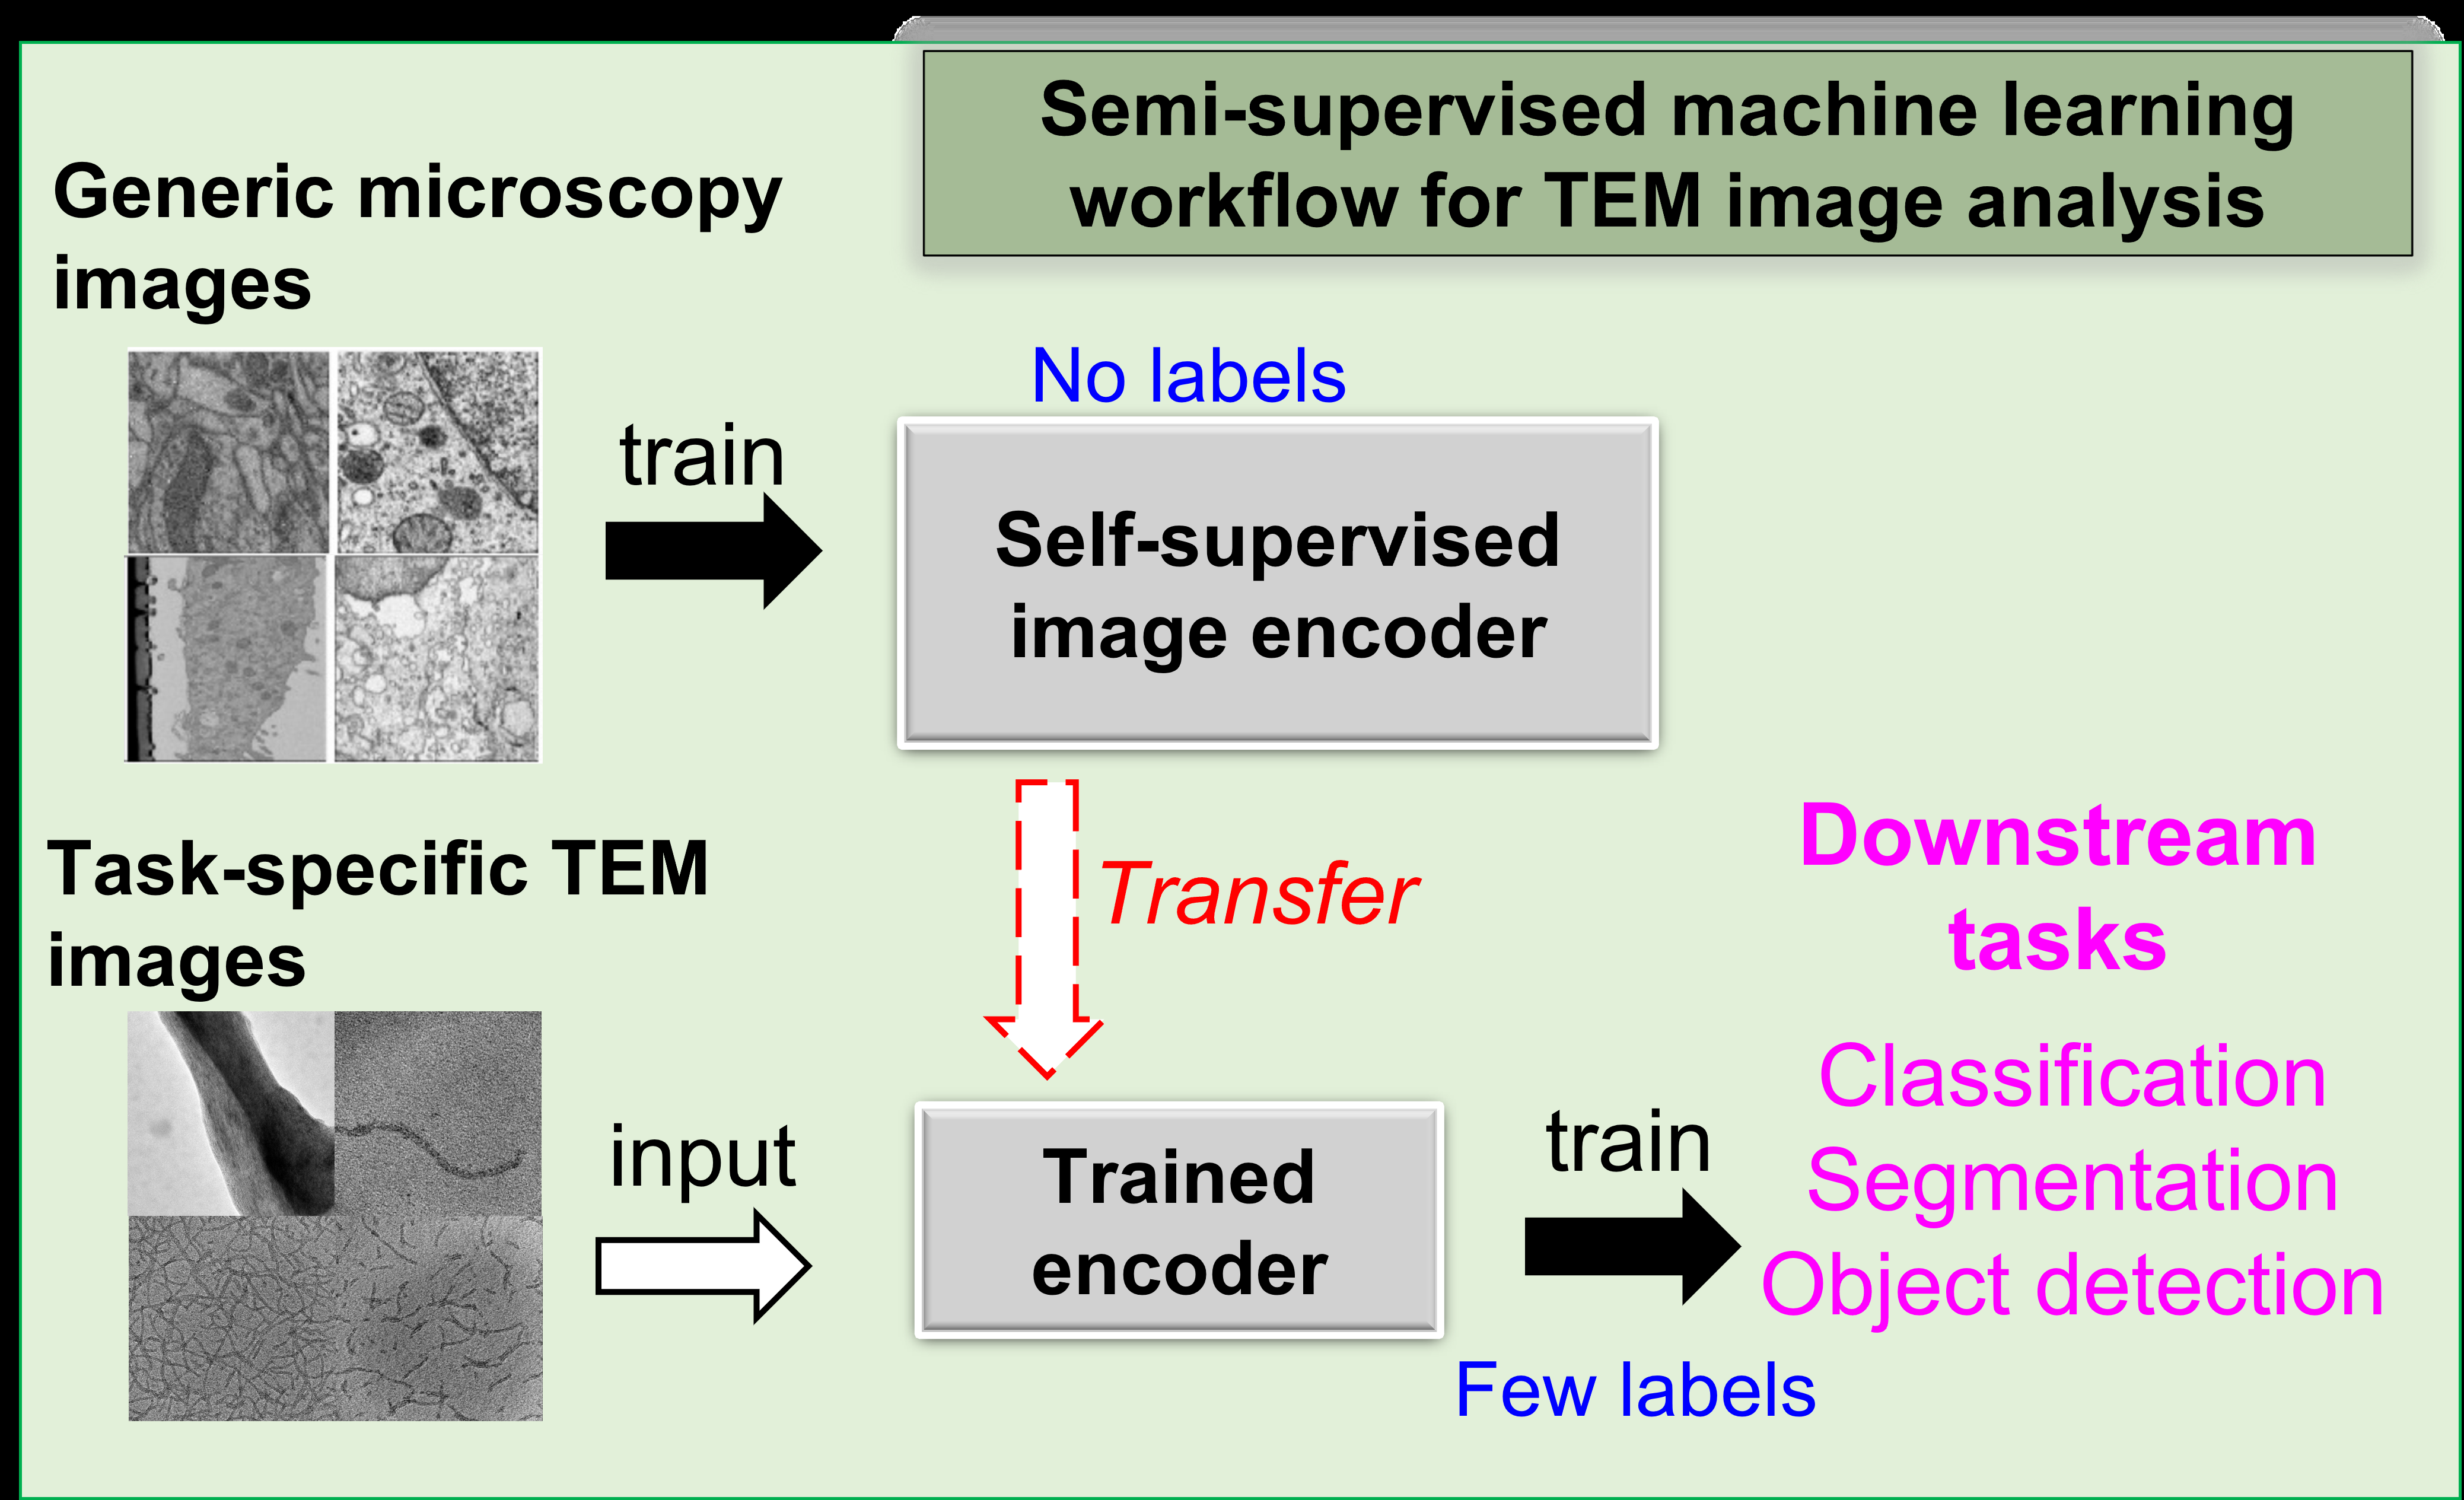 Semi-supervised machine learning
workflow for TEM image analysis
Generic microscopy
images
No labels
train
Self-supervised
image encoder
Transfer
Task-specific TEM
images
input
Trained
encoder
train
Few labels
Downstream
tasks
Classification
Segmentation
Object detection